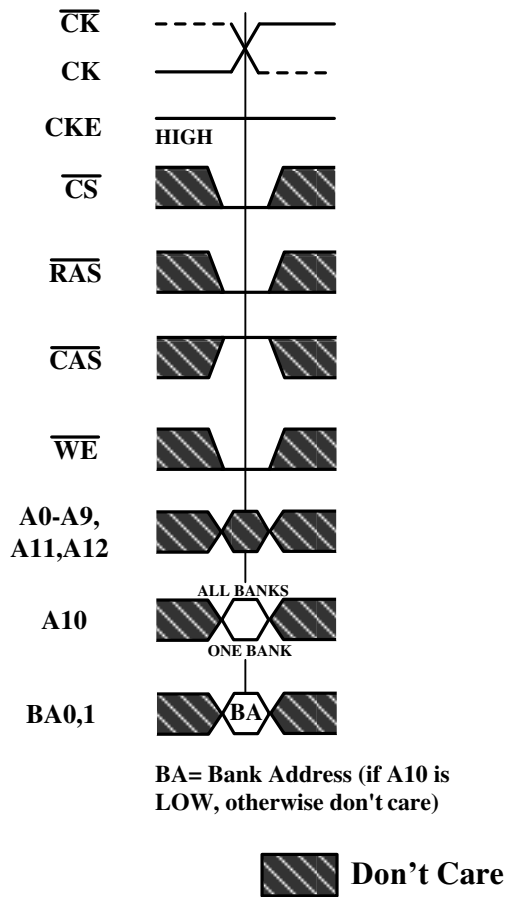 CK
CK
CKE
HIGH
CS
RAS
CAS
WE
A0-A9,
A11,A12
ALL BANKS
A10
ONE BANK
BA0,1
BA
BA= Bank Address (if A10 is
LOW, otherwise don't care)
Don't Care